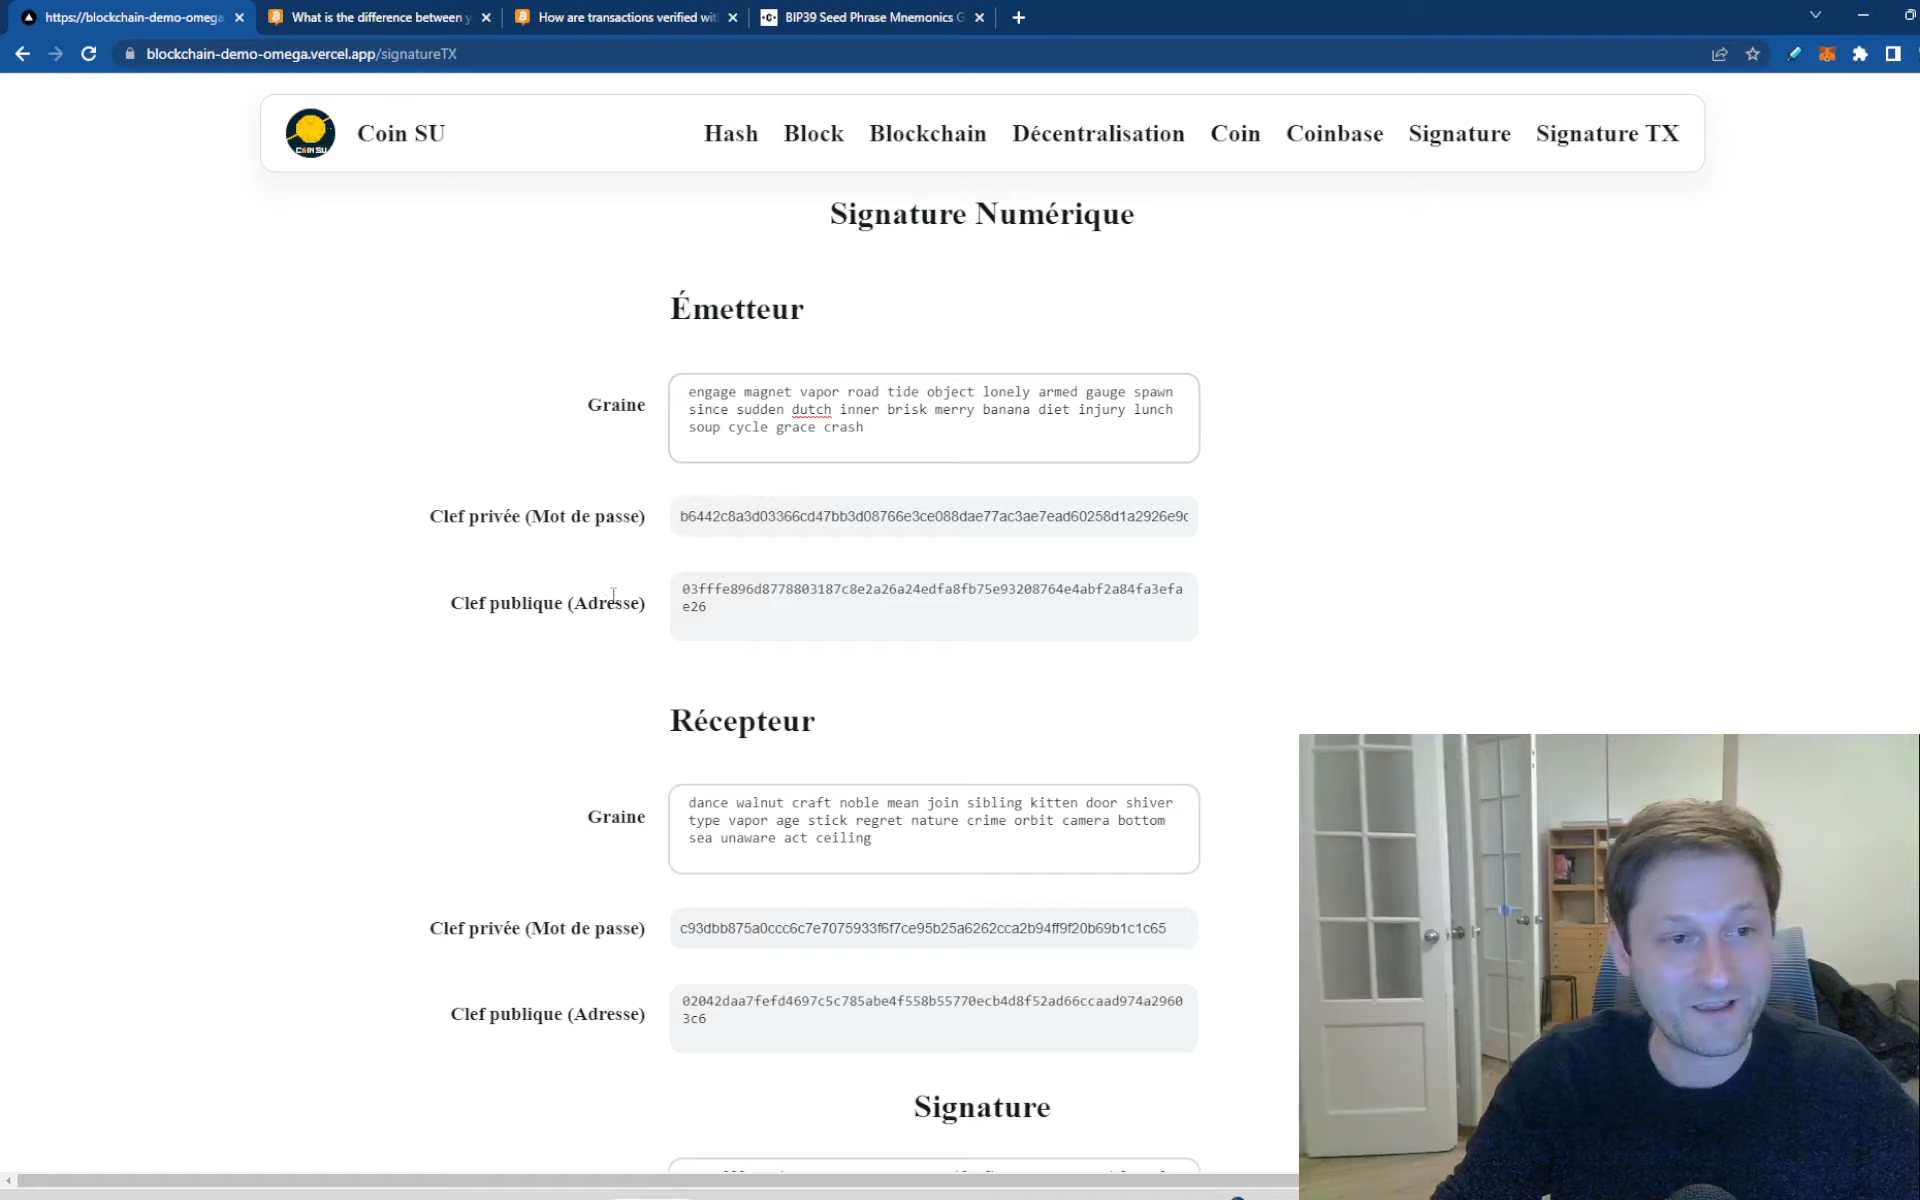 https://blockchain-demo-omega.
What is the difference between y
How are transactions verified wit
BIP39 Seed Phrase Mnemonics G
blockchain-demo-omega.vercel.app/signatureTX
COIN SU
Coin SU
Hash
Block
Blockchain
Décentralisation
Coin
Coinbase
Signature
Signature TX
Signature Numérique
Émetteur
Graine
engage magnet vapor road tide object lonely armed gauge spawn
since sudden dutch inner brisk merry banana diet injury lunch
soup cycle grace crash
Clef privée (Mot de passe)
b6442c8a3d03366cd47bb3d08766e3ce088dae77ac3ae7ead60258d1a2926e9c
Clef publique (Adresse)
03fffe896d8778803187c8e2a26a24edfa8fb75e93208764e4abf2a84fa3efa
e26
Récepteur
Graine
dance walnut craft noble mean join sibling kitten door shiver
type vapor age stick regret nature crime orbit camera bottom
sea unaware act ceiling
Clef privée (Mot de passe)
c93dbb875a0ccc6c7e7075933f6f7ce95b25a6262cca2b94ff9f20b69b1c1c65
Clef publique (Adresse)
02042daa7fefd4697c5c785abe4f558b55770ecb4d8f52ad66ccaad974a2960
3c6
Signature